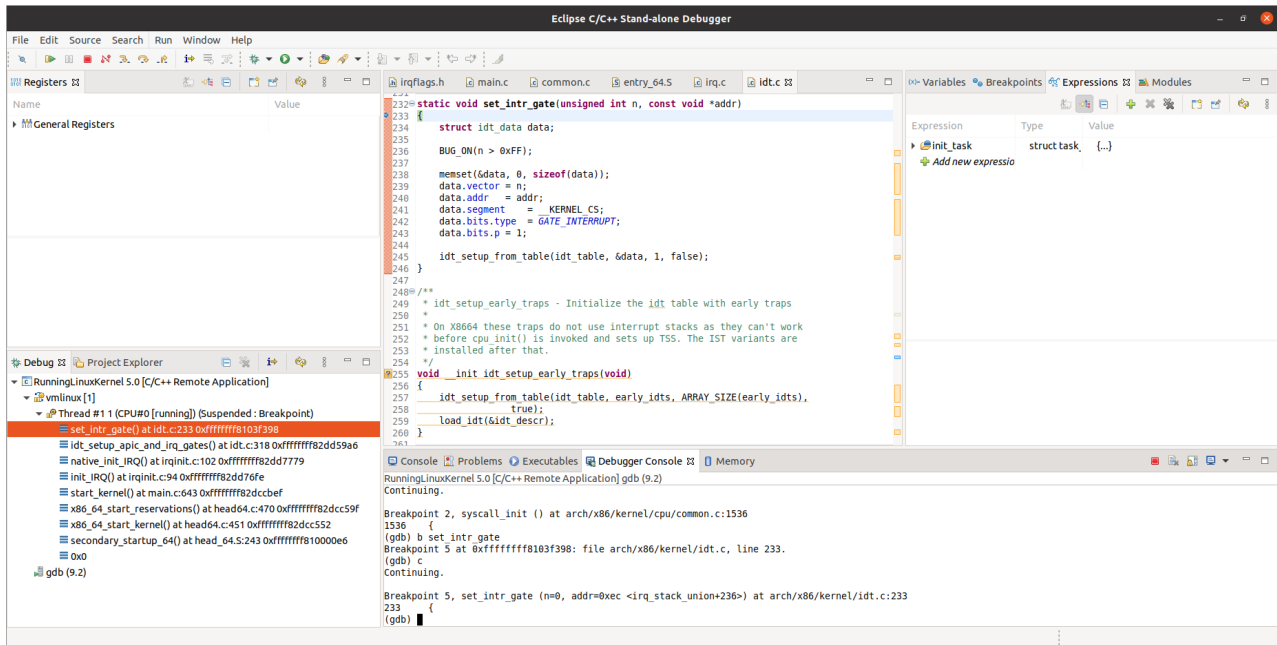 Eclipse C/C++ Stand-alone Debugger
File Edit Source Search Run Window Help
Registers
Name Value
General Registers
Debug Project Explorer
RunningLinuxKernel 5.0 [C/C++ Remote Application]
vmlinux [1]
Thread #1 1 (CPU#0 [running]) (Suspended : Breakpoint)
set_intr_gate() at idt.c:233 0xffffffff8103f398
idt_setup_apic_and_irq_gates() at idt.c:318 0xffffffff82dd59a6
native_init_IRQ() at irqinit.c:102 0xffffffff82dd7779
init_IRQ() at irqinit.c:94 0xffffffff82dd76fe
start_kernel() at main.c:643 0xffffffff82dccbef
x86_64_start_reservations() at head64.c:470 0xffffffff82dcc59f
x86_64_start_kernel() at head64.c:451 0xffffffff82dcc552
secondary_startup_64() at head_64.S:243 0xffffffff810000e6
0x0
gdb (9.2)
irqflags.h main.c common.c entry_64.S irq.c idt.c
231
232 static void set_intr_gate(unsigned int n, const void *addr)
233 {
234 struct idt_data data;
235
236 BUG_ON(n > 0xFF);
237
238 memset(&data, 0, sizeof(data));
239 data.vector = n;
240 data.addr = addr;
241 data.segment = __KERNEL_CS;
242 data.bits.type = GATE_INTERRUPT;
243 data.bits.p = 1;
244
245 idt_setup_from_table(idt_table, &data, 1, false);
246 }
247
248 /**
249 * idt_setup_early_traps - Initialize the idt table with early traps
250 *
251 * On X8664 these traps do not use interrupt stacks as they can't work
252 * before cpu_init() is invoked and sets up TSS. The IST variants are
253 * installed after that.
254 */
255 void __init idt_setup_early_traps(void)
256 {
257 idt_setup_from_table(idt_table, early_idts, ARRAY_SIZE(early_idts),
258 true);
259 load_idt(&idt_descr);
260 }
261
Variables Breakpoints Expressions Modules
Expression Type Value
init_task struct task_ {...}
Add new expressio
Console Problems Executables Debugger Console Memory
RunningLinuxKernel 5.0 [C/C++ Remote Application] gdb (9.2)
Continuing.

Breakpoint 2, syscall_init () at arch/x86/kernel/cpu/common.c:1536
1536 {
(gdb) b set_intr_gate
Breakpoint 5 at 0xffffffff8103f398: file arch/x86/kernel/idt.c, line 233.
(gdb) c
Continuing.

Breakpoint 5, set_intr_gate (n=0, addr=0xec <irq_stack_union+236>) at arch/x86/kernel/idt.c:233
233 {
(gdb)